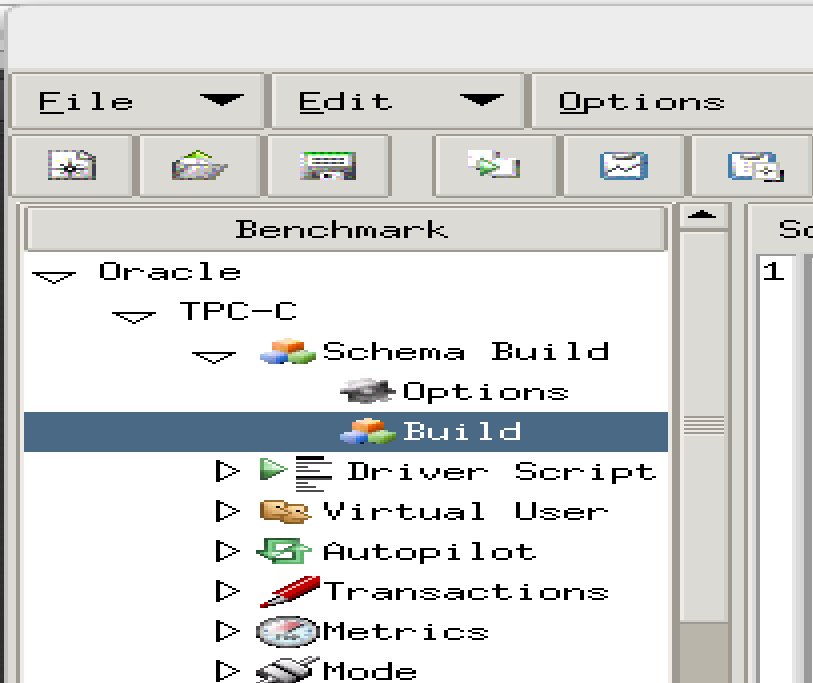 File Edit Options
Benchmark
Oracle
TPC-C
Schema Build
Options
Build
Driver Script
Virtual User
Autopilot
Transactions
Metrics
Mode
1